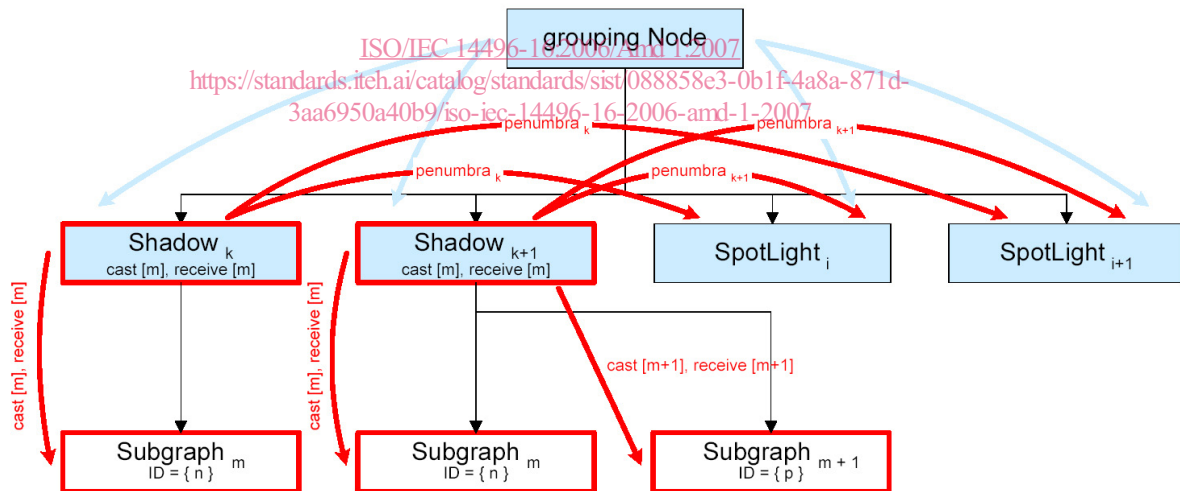 grouping Node
ISO/IEC 14496-16:2006/Amd 1:2007
https://standards.iteh.ai/catalog/standards/sist/088858e3-0b1f-4a8a-871d-
3aa6950a40b9/iso-iec-14496-16-2006-amd-1-2007
penumbra k
penumbra k+1
penumbra k
penumbra k+1
Shadow k
cast [m], receive [m]
Shadow k+1
cast [m], receive [m]
SpotLight i
SpotLight i+1
cast [m], receive [m]
cast [m], receive [m]
cast [m+1], receive [m+1]
Subgraph m
ID = { n }
Subgraph m
ID = { n }
Subgraph m + 1
ID = { p }